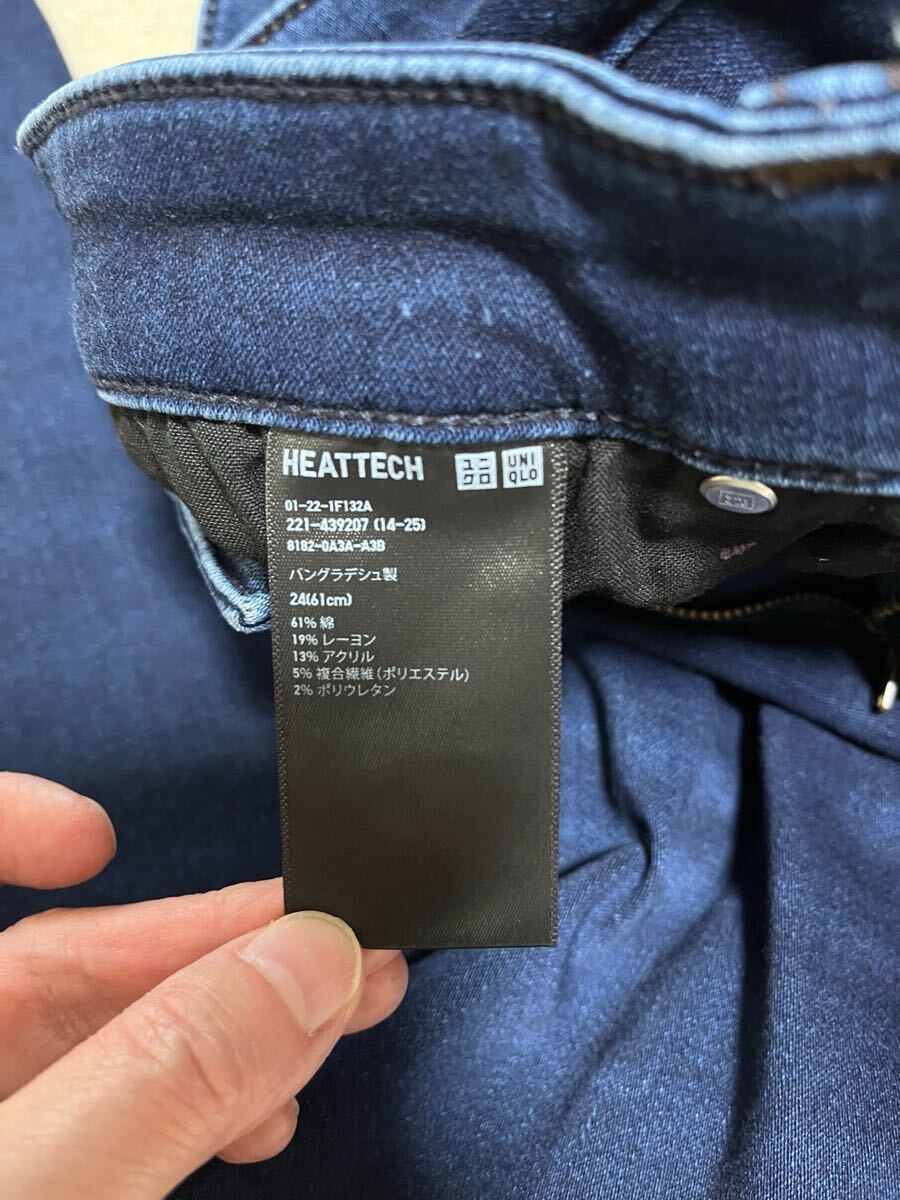 HEATTECH ユニクロ UNIQLO
01-22-1F132A
221-439207 (14-25)
8182-0A3A-A3B
バングラデシュ製
24(61cm)
61% 綿
19% レーヨン
13% アクリル
5% 複合繊維(ポリエステル)
2% ポリウレタン